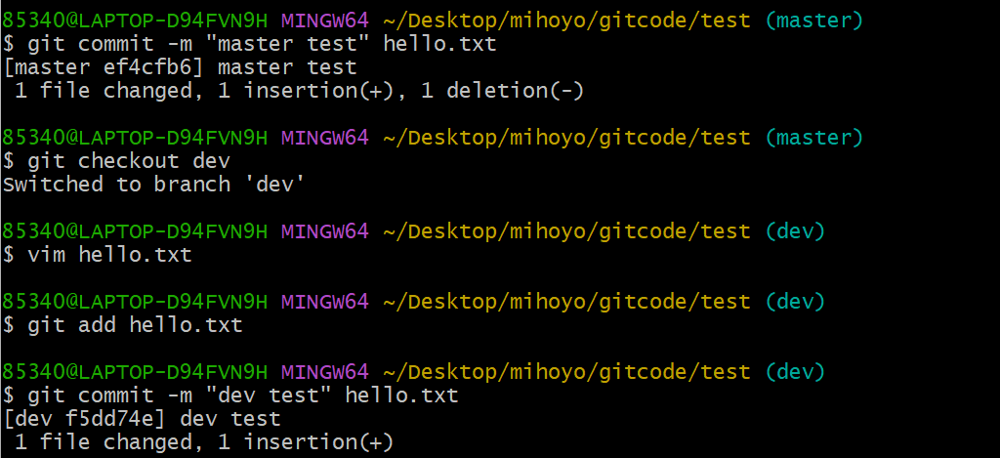 85340@LAPTOP-D94FVN9H MINGW64 ~/Desktop/mihoyo/gitcode/test (master)
$ git commit -m "master test" hello.txt
[master ef4cfb6] master test
 1 file changed, 1 insertion(+), 1 deletion(-)

85340@LAPTOP-D94FVN9H MINGW64 ~/Desktop/mihoyo/gitcode/test (master)
$ git checkout dev
Switched to branch 'dev'

85340@LAPTOP-D94FVN9H MINGW64 ~/Desktop/mihoyo/gitcode/test (dev)
$ vim hello.txt

85340@LAPTOP-D94FVN9H MINGW64 ~/Desktop/mihoyo/gitcode/test (dev)
$ git add hello.txt

85340@LAPTOP-D94FVN9H MINGW64 ~/Desktop/mihoyo/gitcode/test (dev)
$ git commit -m "dev test" hello.txt
[dev f5dd74e] dev test
 1 file changed, 1 insertion(+)